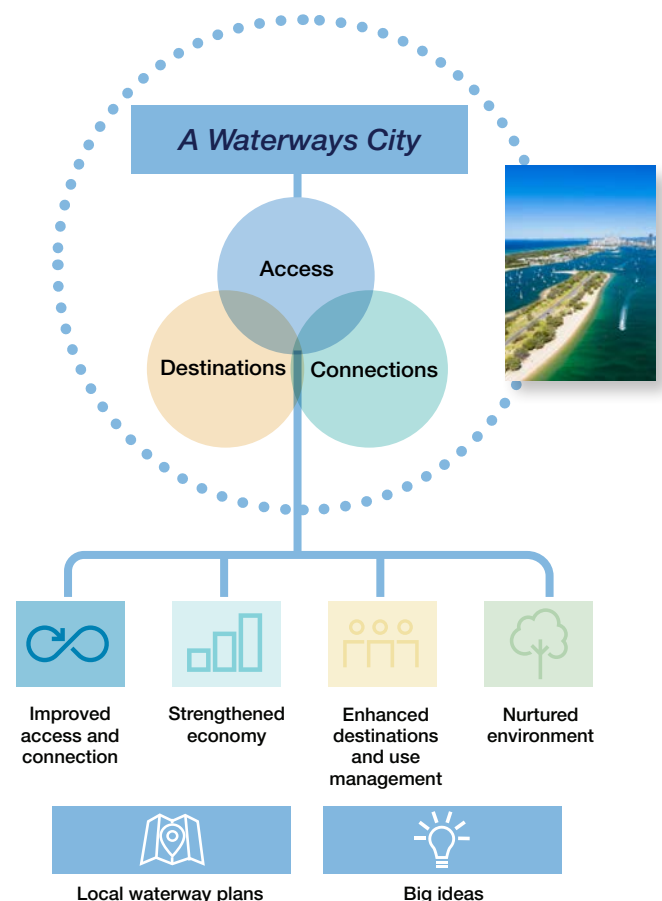 A Waterways City
Access
Destinations
Connections
Improved
access and
connection
Strengthened
economy
Enhanced
destinations
and use
management
Nurtured
environment
Local waterway plans
Big ideas